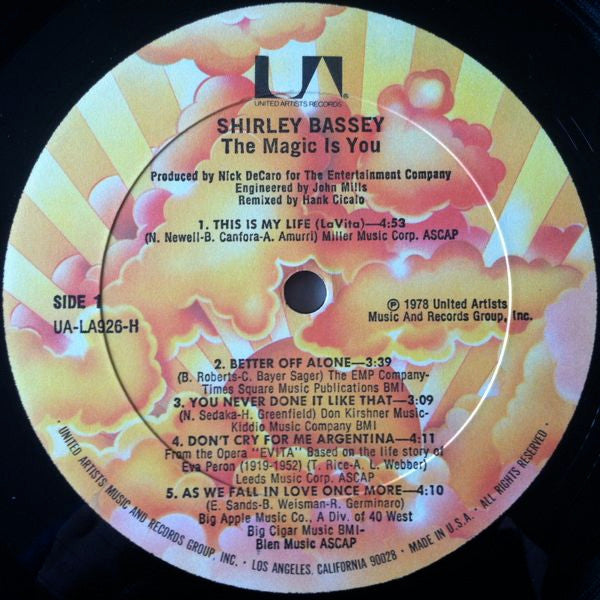 UA
UNITED ARTISTS RECORDS®
SHIRLEY BASSEY
The Magic Is You
Produced by Nick DeCaro for The Entertainment Company
Engineered by John Mills
Remixed by Hank Cicalo
1. THIS IS MY LIFE (LaVita)—4:53
(N. Newell-B. Canfora-A. Amurri) Miller Music Corp. ASCAP
SIDE 1
UA-LA926-H
℗ 1978 United Artists
Music And Records Group, Inc.
2. BETTER OFF ALONE—3:39
(B. Roberts-C. Bayer Sager) The EMP Company-
Times Square Music Publications BMI
3. YOU NEVER DONE IT LIKE THAT—3:09
(N. Sedaka-H. Greenfield) Don Kirshner Music-
Kiddio Music Company BMI
4. DON'T CRY FOR ME ARGENTINA—4:11
From the Opera "EVITA" Based on the life story of
Eva Peron (1919-1952) (T. Rice-A. L. Webber)
Leeds Music Corp. ASCAP
5. AS WE FALL IN LOVE ONCE MORE—4:10
(E. Sands-B. Weisman-R. Germinaro)
Big Apple Music Co., A Div. of 40 West
Big Cigar Music BMI-
Bien Music ASCAP
· UNITED ARTISTS MUSIC AND RECORDS GROUP, INC. · LOS ANGELES, CALIFORNIA 90028 · MADE IN U.S.A. · ALL RIGHTS RESERVED ·